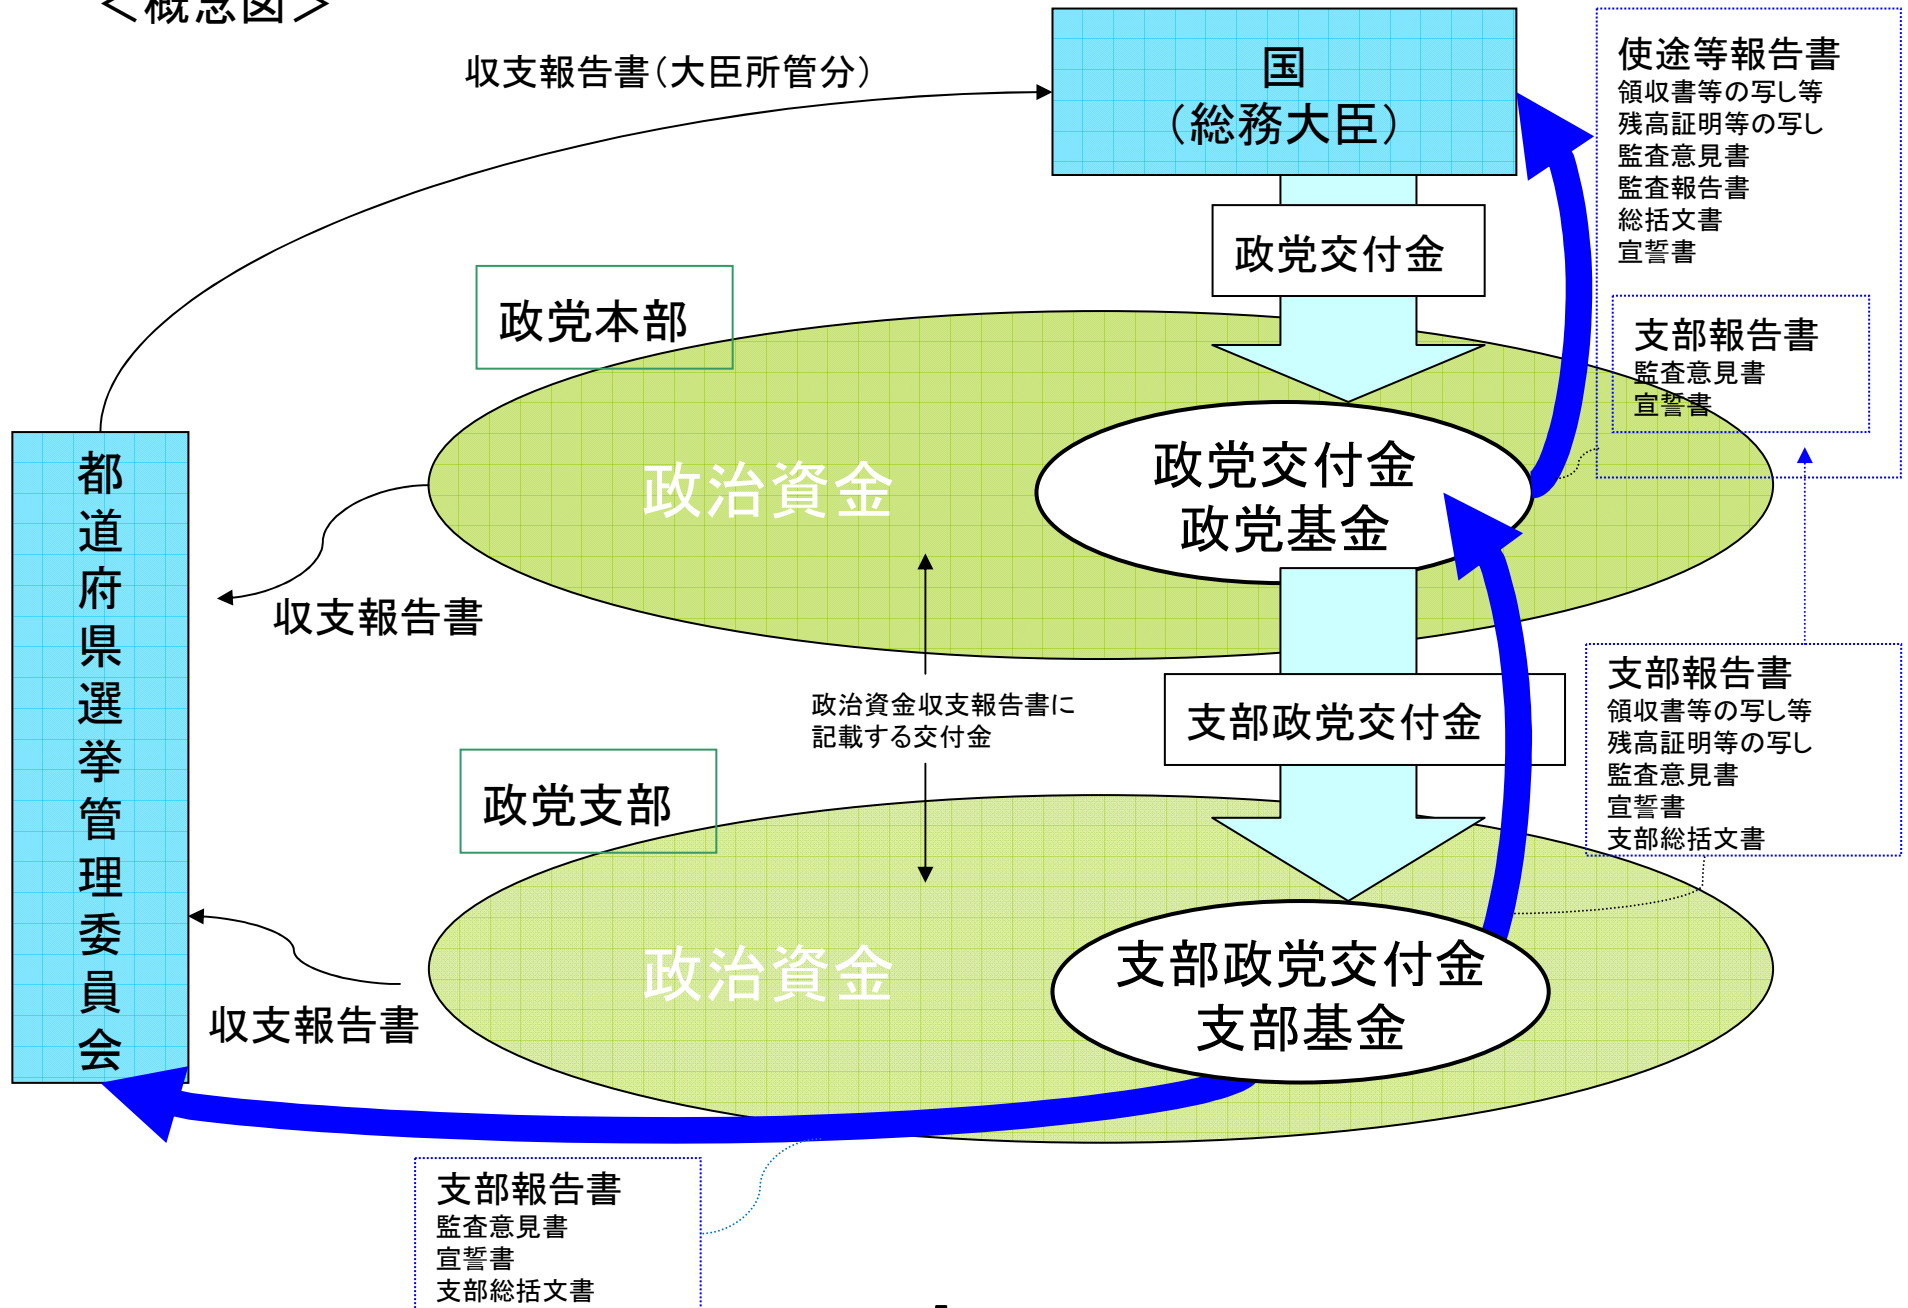 ＜概念図＞
収支報告書（大臣所管分）
国
（総務大臣）
使途等報告書
領収書等の写し等
残高証明等の写し
監査意見書
監査報告書
総括文書
宣誓書
政党交付金
政党本部
支部報告書
監査意見書
宣誓書
都道府県選挙管理委員会
政治資金
政党交付金
政党基金
収支報告書
政治資金収支報告書に
記載する交付金
支部政党交付金
支部報告書
領収書等の写し等
残高証明等の写し
監査意見書
宣誓書
支部総括文書
政党支部
政治資金
支部政党交付金
支部基金
収支報告書
支部報告書
監査意見書
宣誓書
支部総括文書